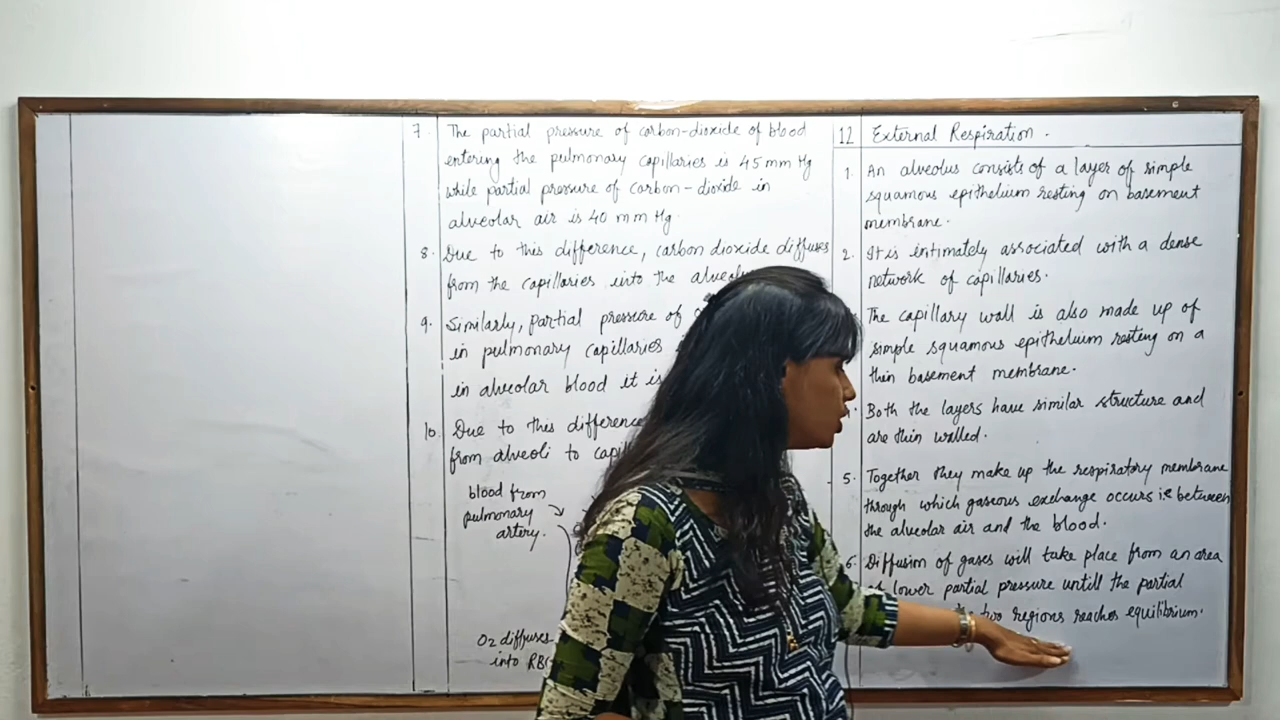 12 External Respiration.
1. An alveolus consists of a layer of simple
squamous epithelium resting on basement
membrane.
2. It is intimately associated with a dense
network of capillaries.
The capillary wall is also made up of
simple squamous epithelium resting on a
thin basement membrane.
Both the layers have similar structure and
are thin walled.
5. Together they make up the respiratory membrane
through which gaseous exchange occurs i.e between
the alveolar air and the blood.
6. Diffusion of gases will take place from an area
of lower partial pressure untill the partial
two regions reaches equilibrium.
7. The partial pressure of carbon-dioxide of blood
entering the pulmonary capillaries is 45 mm Hg
while partial pressure of carbon-dioxide in
alveolar air is 40 mm Hg.
8. Due to this difference, carbon dioxide diffuses
from the capillaries into the
9. Similarly, partial pressure of
in pulmonary capillaries
in alveolar blood it is
10. Due to this difference
from alveoli to
blood from
pulmonary
artery.
O2 diffuses
into